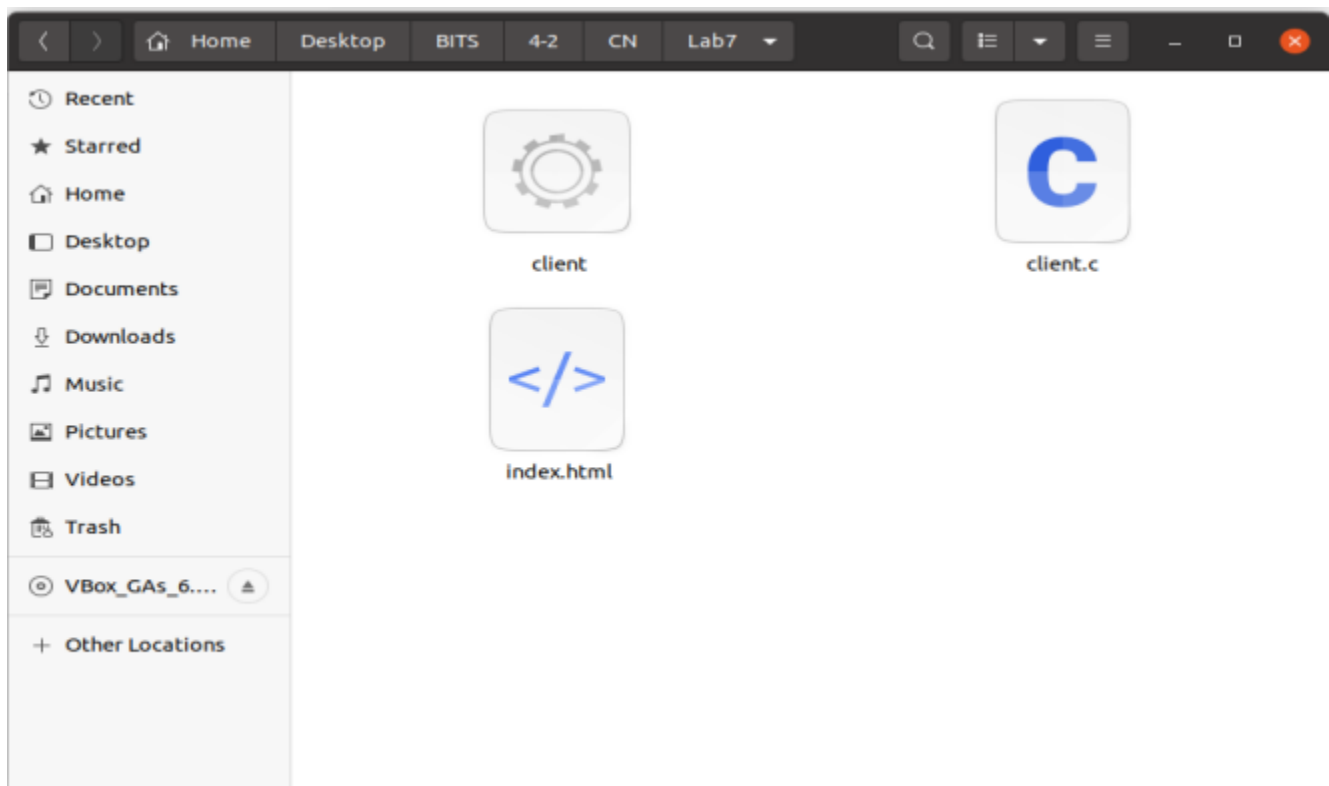 Home Desktop BITS 4-2 CN Lab7
Recent
Starred
Home
Desktop
Documents
Downloads
Music
Pictures
Videos
Trash
VBox_GAs_6....
Other Locations
client
C
client.c
</>
index.html